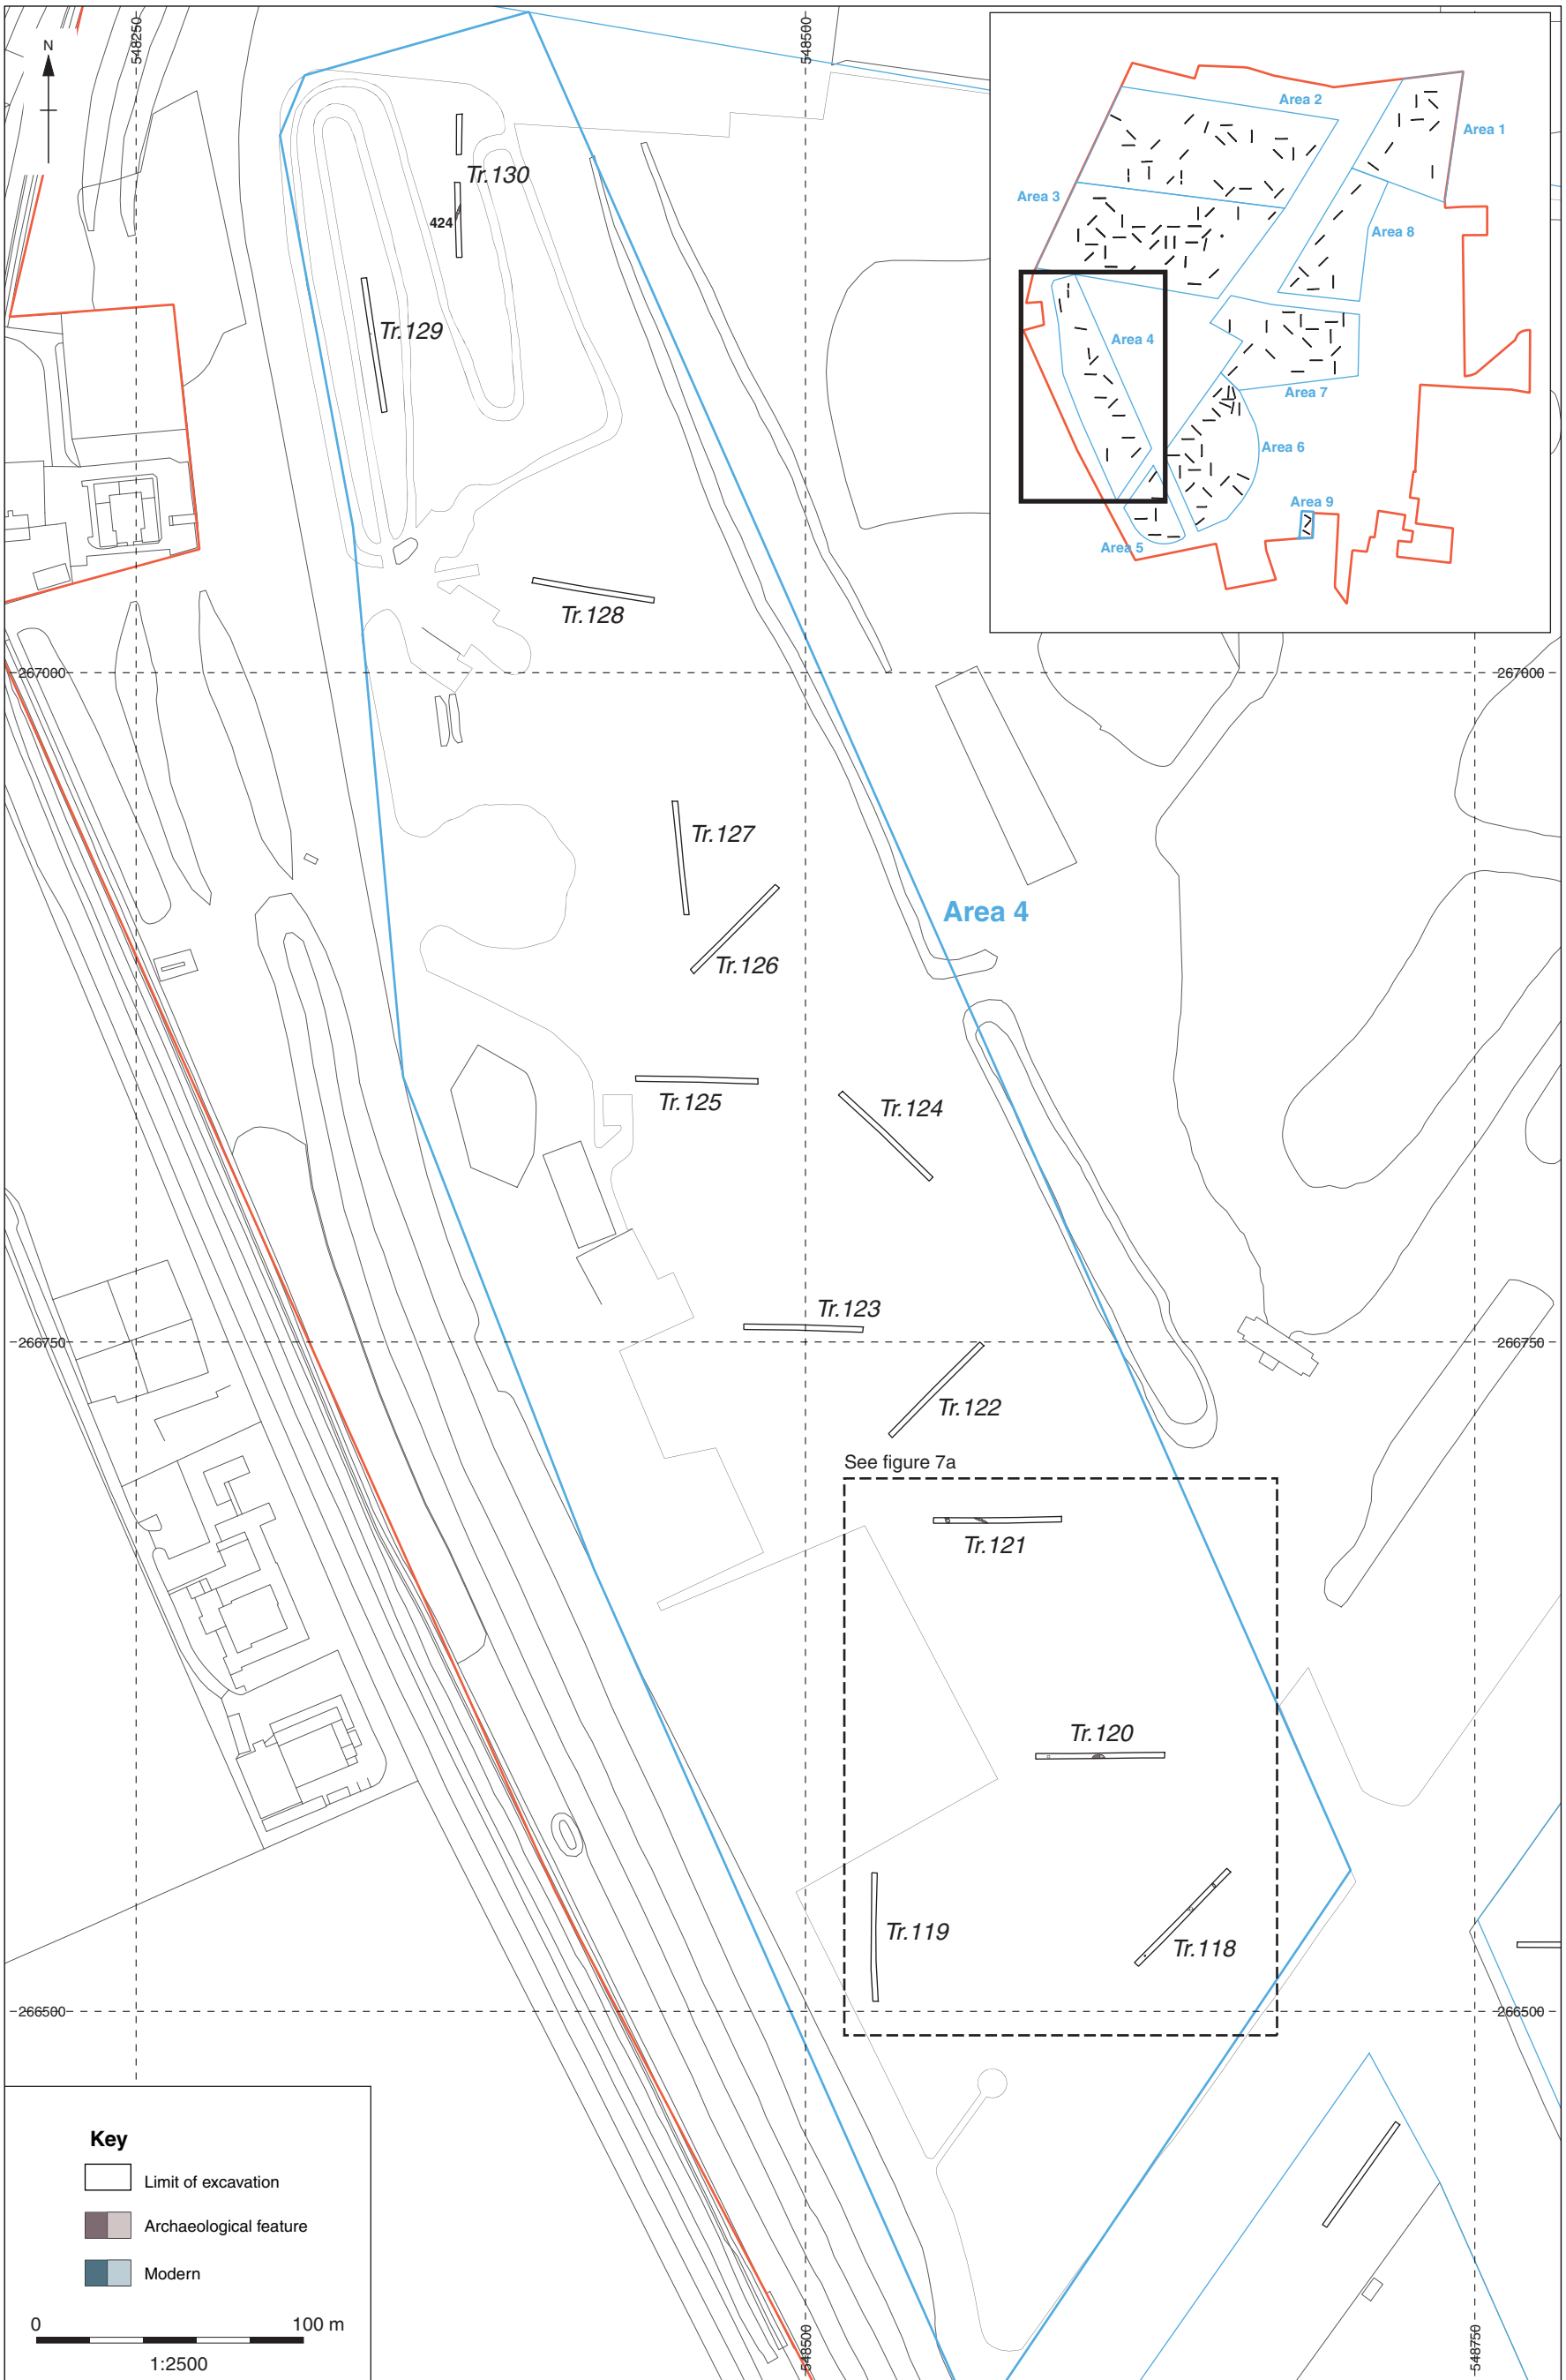 548250
548500
N
Area 2
Area 1
Area 3
Area 8
Area 4
Area 7
Area 6
Area 9
Area 5
Tr.130
424
Tr.129
Tr.128
267000
267000
Tr.127
Area 4
Tr.126
Tr.125
Tr.124
Tr.123
266750
266750
Tr.122
See figure 7a
Tr.121
Tr.120
Tr.119
Tr.118
266500
266500
Key
Limit of excavation
Archaeological feature
Modern
0
100 m
1:2500
548500
548750